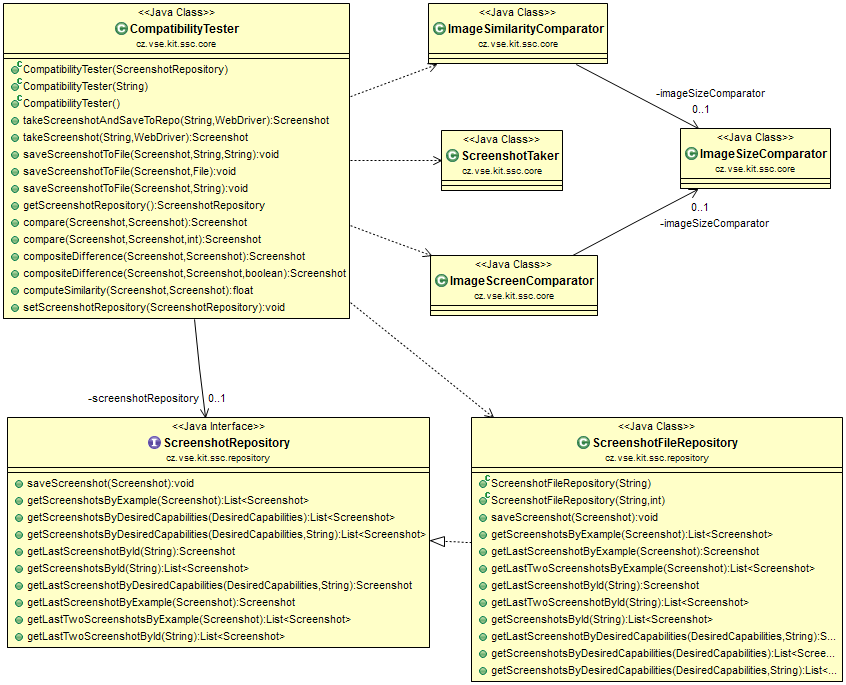 <<Java Class>>
CompatibilityTester
cz.vse.kit.ssc.core
CompatibilityTester(ScreenshotRepository)
CompatibilityTester(String)
CompatibilityTester()
takeScreenshotAndSaveToRepo(String,WebDriver):Screenshot
takeScreenshot(String,WebDriver):Screenshot
saveScreenshotToFile(Screenshot,String,String):void
saveScreenshotToFile(Screenshot,File):void
saveScreenshotToFile(Screenshot,String):void
getScreenshotRepository():ScreenshotRepository
compare(Screenshot,Screenshot):Screenshot
compare(Screenshot,Screenshot,int):Screenshot
compositeDifference(Screenshot,Screenshot):Screenshot
compositeDifference(Screenshot,Screenshot,boolean):Screenshot
computeSimilarity(Screenshot,Screenshot):float
setScreenshotRepository(ScreenshotRepository):void
<<Java Class>>
ImageSimilarityComparator
cz.vse.kit.ssc.core
-imageSizeComparator
0..1
<<Java Class>>
ScreenshotTaker
cz.vse.kit.ssc.core
<<Java Class>>
ImageSizeComparator
cz.vse.kit.ssc.core
0..1
-imageSizeComparator
<<Java Class>>
ImageScreenComparator
cz.vse.kit.ssc.core
-screenshotRepository 0..1
<<Java Interface>>
ScreenshotRepository
cz.vse.kit.ssc.repository
saveScreenshot(Screenshot):void
getScreenshotsByExample(Screenshot):List<Screenshot>
getScreenshotsByDesiredCapabilities(DesiredCapabilities):List<Screenshot>
getScreenshotsByDesiredCapabilities(DesiredCapabilities,String):List<Screenshot>
getLastScreenshotById(String):Screenshot
getScreenshotsById(String):List<Screenshot>
getLastScreenshotByDesiredCapabilities(DesiredCapabilities,String):Screenshot
getLastScreenshotByExample(Screenshot):Screenshot
getLastTwoScreenshotsByExample(Screenshot):List<Screenshot>
getLastTwoScreenshotById(String):List<Screenshot>
<<Java Class>>
ScreenshotFileRepository
cz.vse.kit.ssc.repository
ScreenshotFileRepository(String)
ScreenshotFileRepository(String,int)
saveScreenshot(Screenshot):void
getScreenshotsByExample(Screenshot):List<Screenshot>
getLastScreenshotByExample(Screenshot):Screenshot
getLastTwoScreenshotsByExample(Screenshot):List<Screenshot>
getLastScreenshotById(String):Screenshot
getLastTwoScreenshotById(String):List<Screenshot>
getScreenshotsById(String):List<Screenshot>
getLastScreenshotByDesiredCapabilities(DesiredCapabilities,String):S...
getScreenshotsByDesiredCapabilities(DesiredCapabilities):List<Scree...
getScreenshotsByDesiredCapabilities(DesiredCapabilities,String):List<...